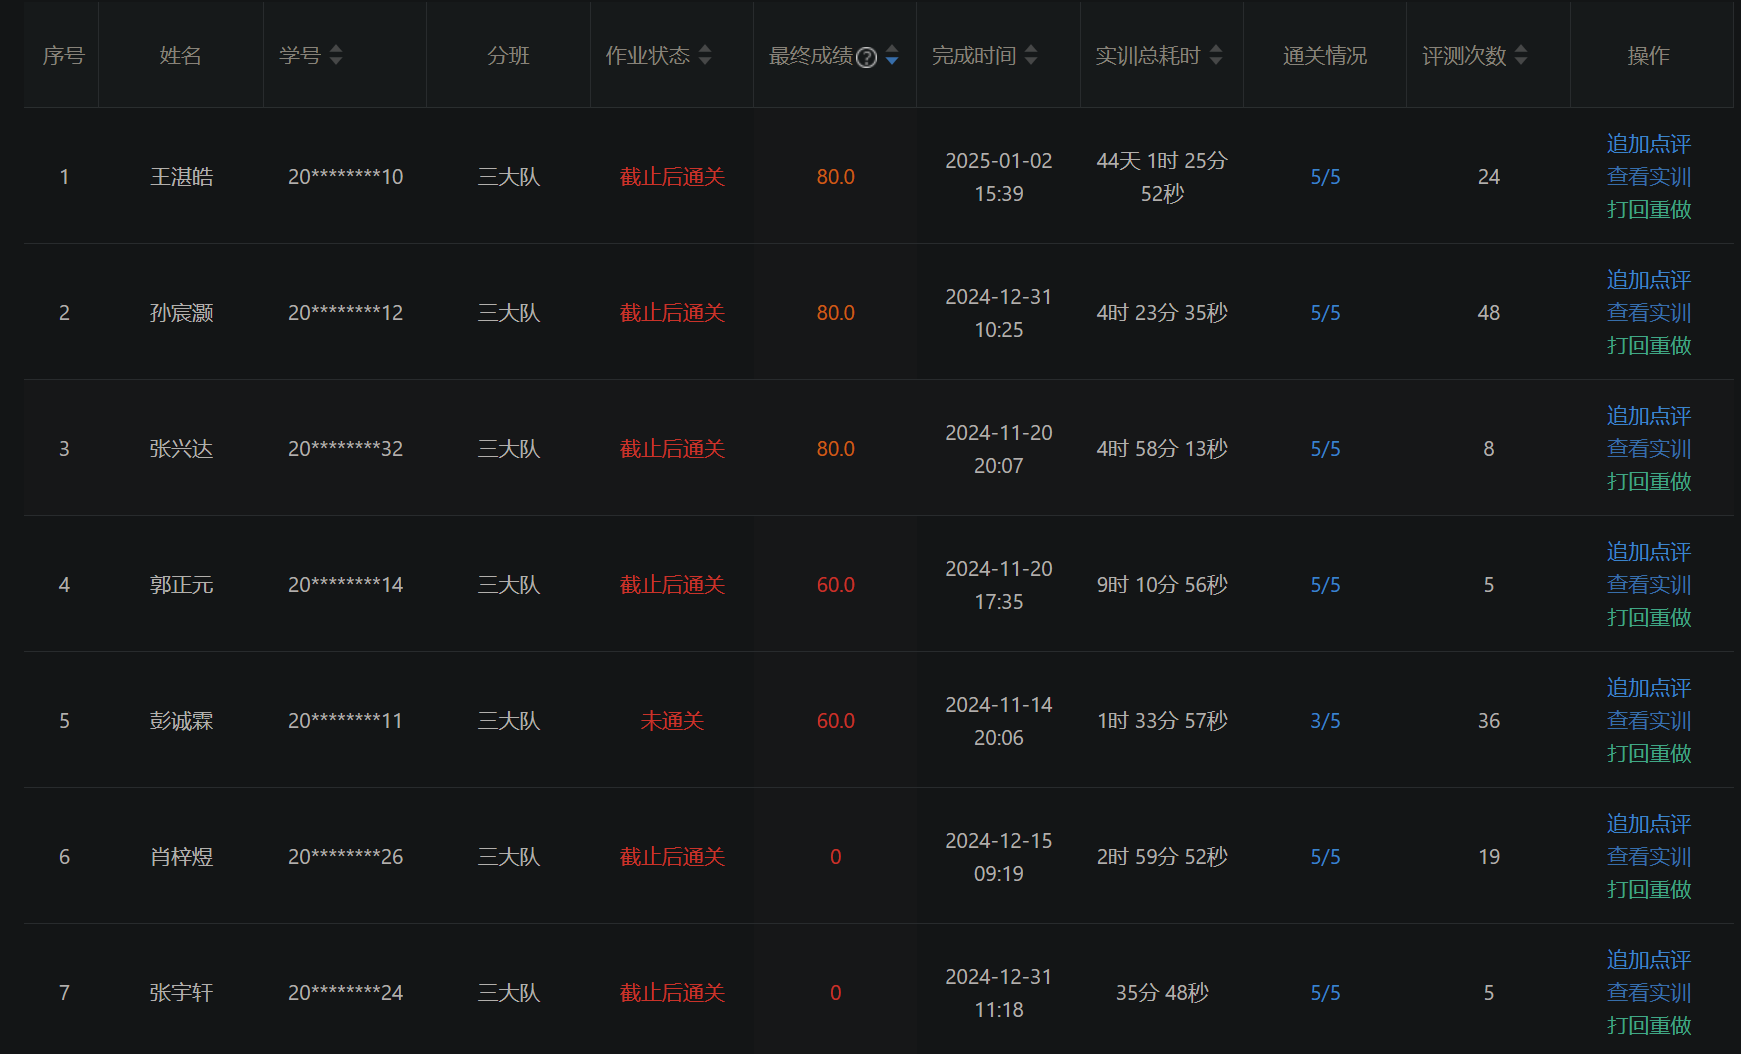 序号 姓名 学号 分班 作业状态 最终成绩? 完成时间 实训总耗时 通关情况 评测次数 操作
1 王湛皓 20********10 三大队 截止后通关 80.0 2025-01-02 15:39 44天 1时 25分 52秒 5/5 24 追加点评 查看实训 打回重做
2 孙宸灏 20********12 三大队 截止后通关 80.0 2024-12-31 10:25 4时 23分 35秒 5/5 48 追加点评 查看实训 打回重做
3 张兴达 20********32 三大队 截止后通关 80.0 2024-11-20 20:07 4时 58分 13秒 5/5 8 追加点评 查看实训 打回重做
4 郭正元 20********14 三大队 截止后通关 60.0 2024-11-20 17:35 9时 10分 56秒 5/5 5 追加点评 查看实训 打回重做
5 彭诚霖 20********11 三大队 未通关 60.0 2024-11-14 20:06 1时 33分 57秒 3/5 36 追加点评 查看实训 打回重做
6 肖梓煜 20********26 三大队 截止后通关 0 2024-12-15 09:19 2时 59分 52秒 5/5 19 追加点评 查看实训 打回重做
7 张宇轩 20********24 三大队 截止后通关 0 2024-12-31 11:18 35分 48秒 5/5 5 追加点评 查看实训 打回重做